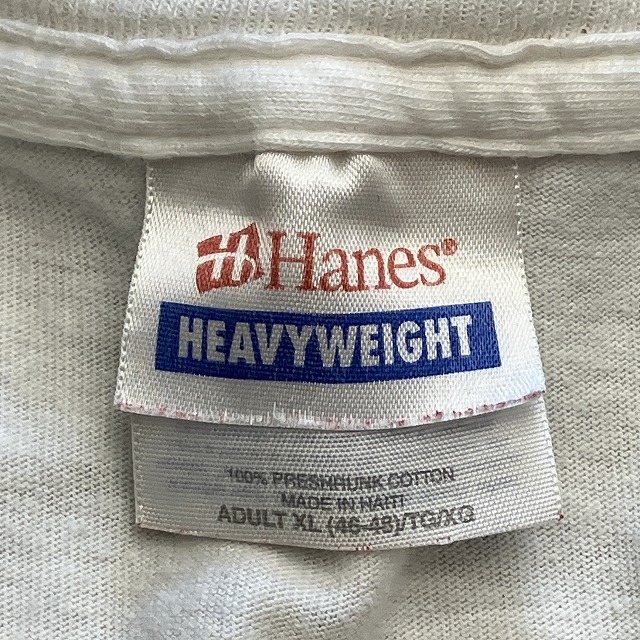 Hanes®
HEAVYWEIGHT
100% PRESHRUNK COTTON
MADE IN HAITI
ADULT XL (46-48)/TG/XG